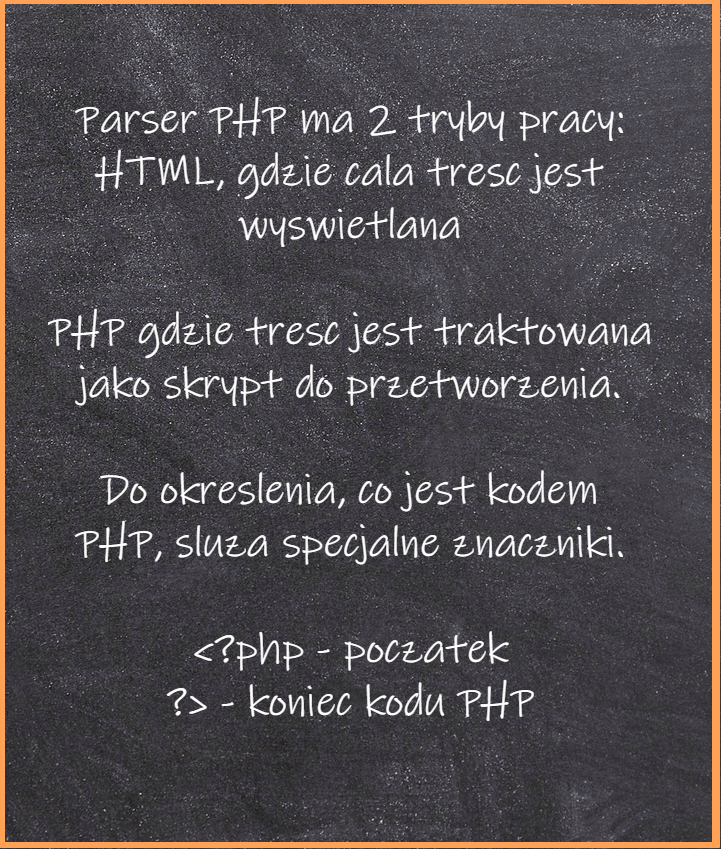 Parser PHP ma 2 tryby pracy:
HTML, gdzie cala tresc jest
wyswietlana
PHP gdzie tresc jest traktowana
jako skrypt do przetworzenia.
Do okreslenia, co jest kodem
PHP, sluza specjalne znaczniki.
<?php - poczatek
?> - koniec kodu PHP